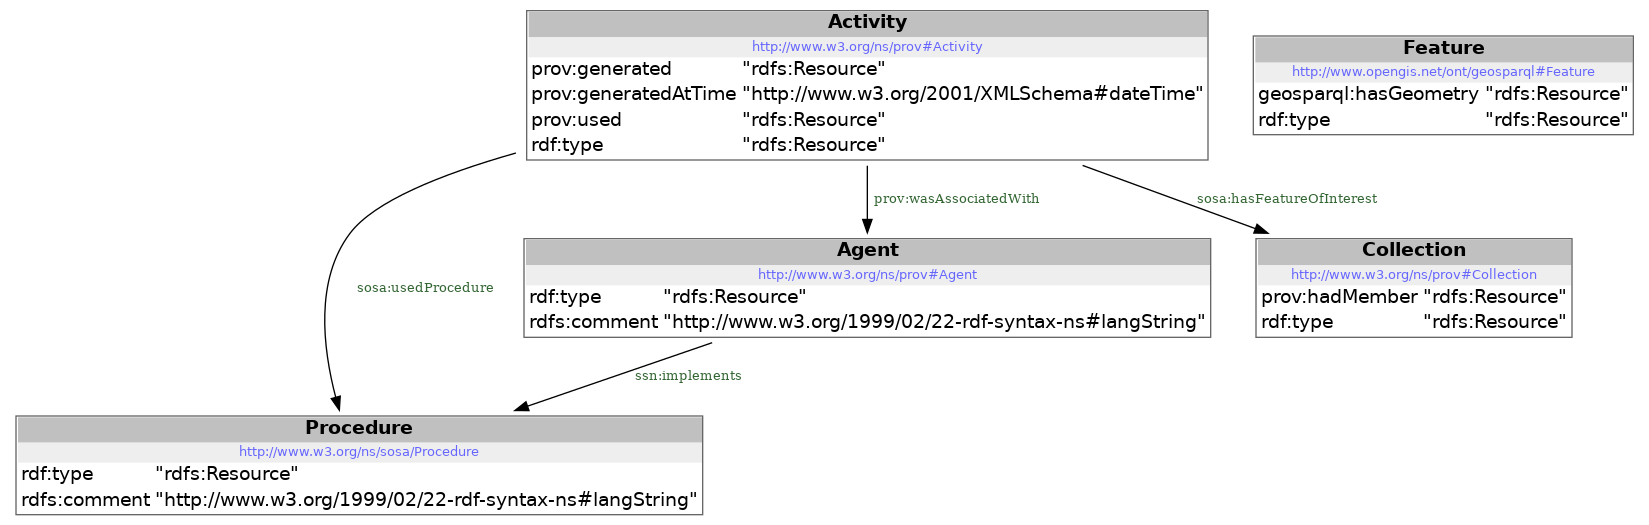 Activity
http://www.w3.org/ns/prov#Activity
prov:generated "rdfs:Resource"
prov:generatedAtTime "http://www.w3.org/2001/XMLSchema#dateTime"
prov:used "rdfs:Resource"
rdf:type "rdfs:Resource"
Feature
http://www.opengis.net/ont/geosparql#Feature
geosparql:hasGeometry "rdfs:Resource"
rdf:type "rdfs:Resource"
prov:wasAssociatedWith
sosa:hasFeatureOfInterest
sosa:usedProcedure
Agent
http://www.w3.org/ns/prov#Agent
rdf:type "rdfs:Resource"
rdfs:comment "http://www.w3.org/1999/02/22-rdf-syntax-ns#langString"
Collection
http://www.w3.org/ns/prov#Collection
prov:hadMember "rdfs:Resource"
rdf:type "rdfs:Resource"
ssn:implements
Procedure
http://www.w3.org/ns/sosa/Procedure
rdf:type "rdfs:Resource"
rdfs:comment "http://www.w3.org/1999/02/22-rdf-syntax-ns#langString"